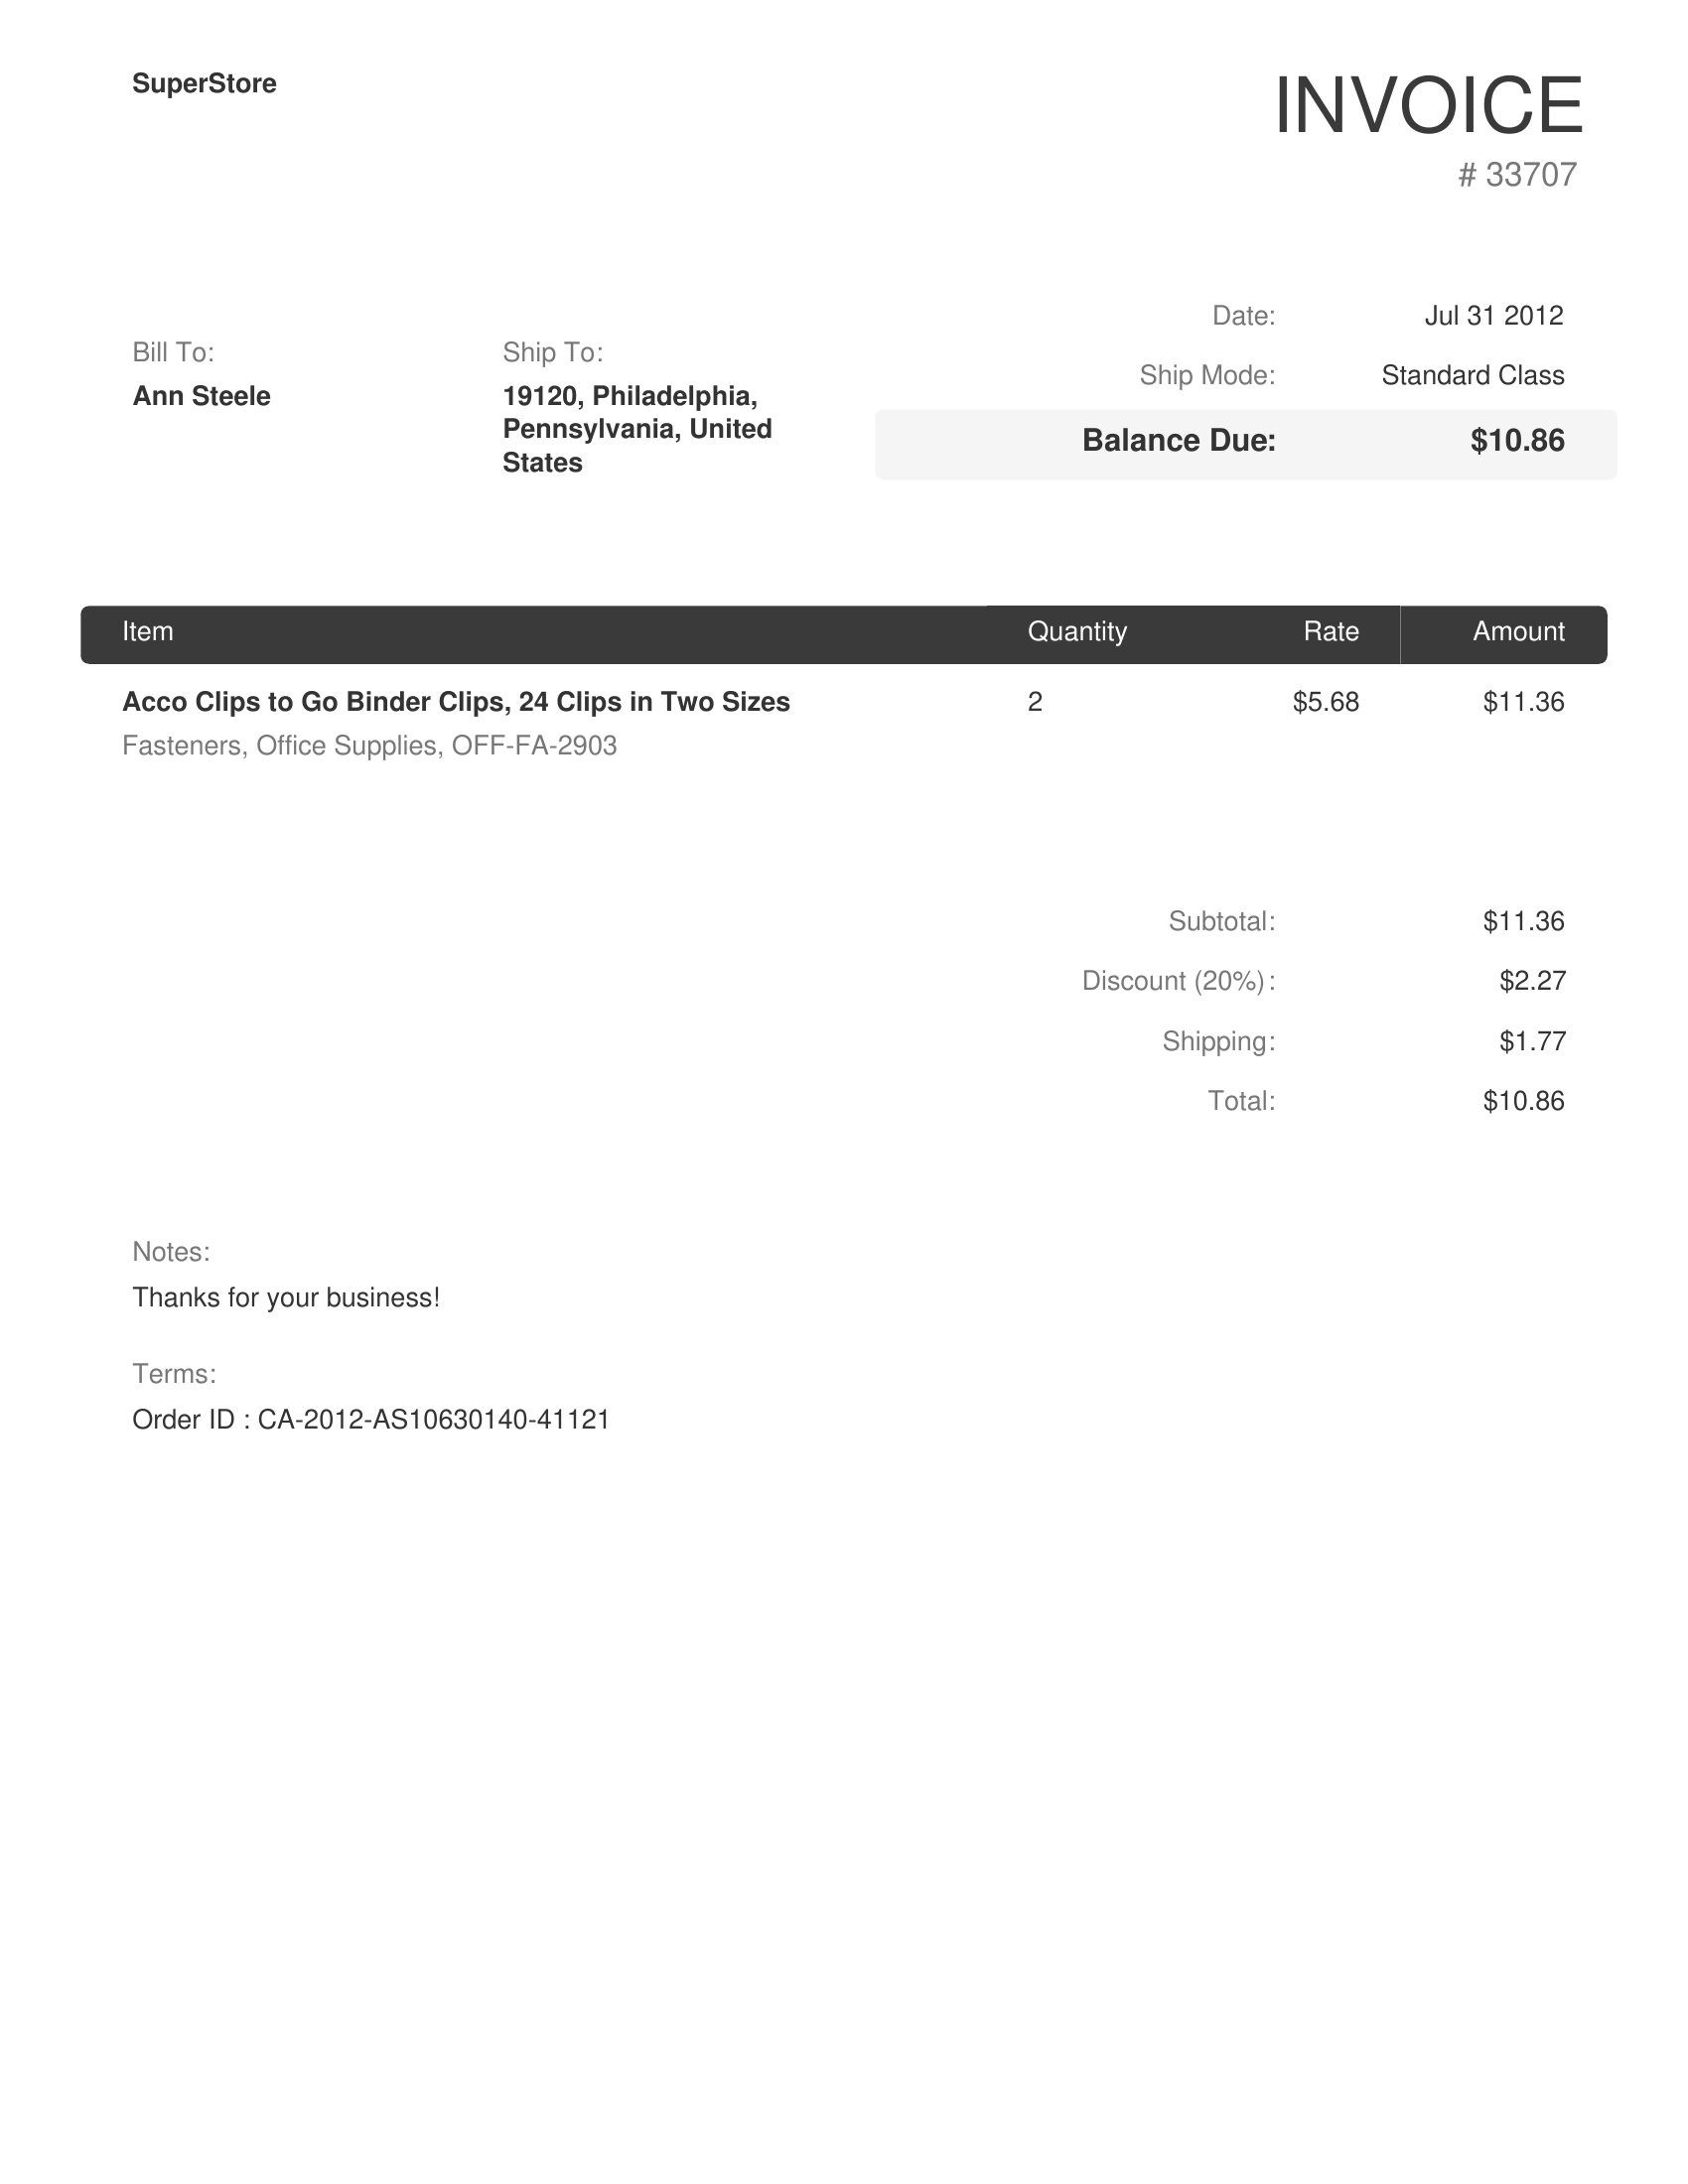 SuperStore
INVOICE
# 33707
Date: Jul 31 2012
Ship Mode: Standard Class
Balance Due: $10.86
Bill To:
Ann Steele
Ship To:
19120, Philadelphia,
Pennsylvania, United
States
Item Quantity Rate Amount
Acco Clips to Go Binder Clips, 24 Clips in Two Sizes 2 $5.68 $11.36
Fasteners, Office Supplies, OFF-FA-2903
Subtotal: $11.36
Discount (20%): $2.27
Shipping: $1.77
Total: $10.86
Notes:
Thanks for your business!
Terms:
Order ID : CA-2012-AS10630140-41121